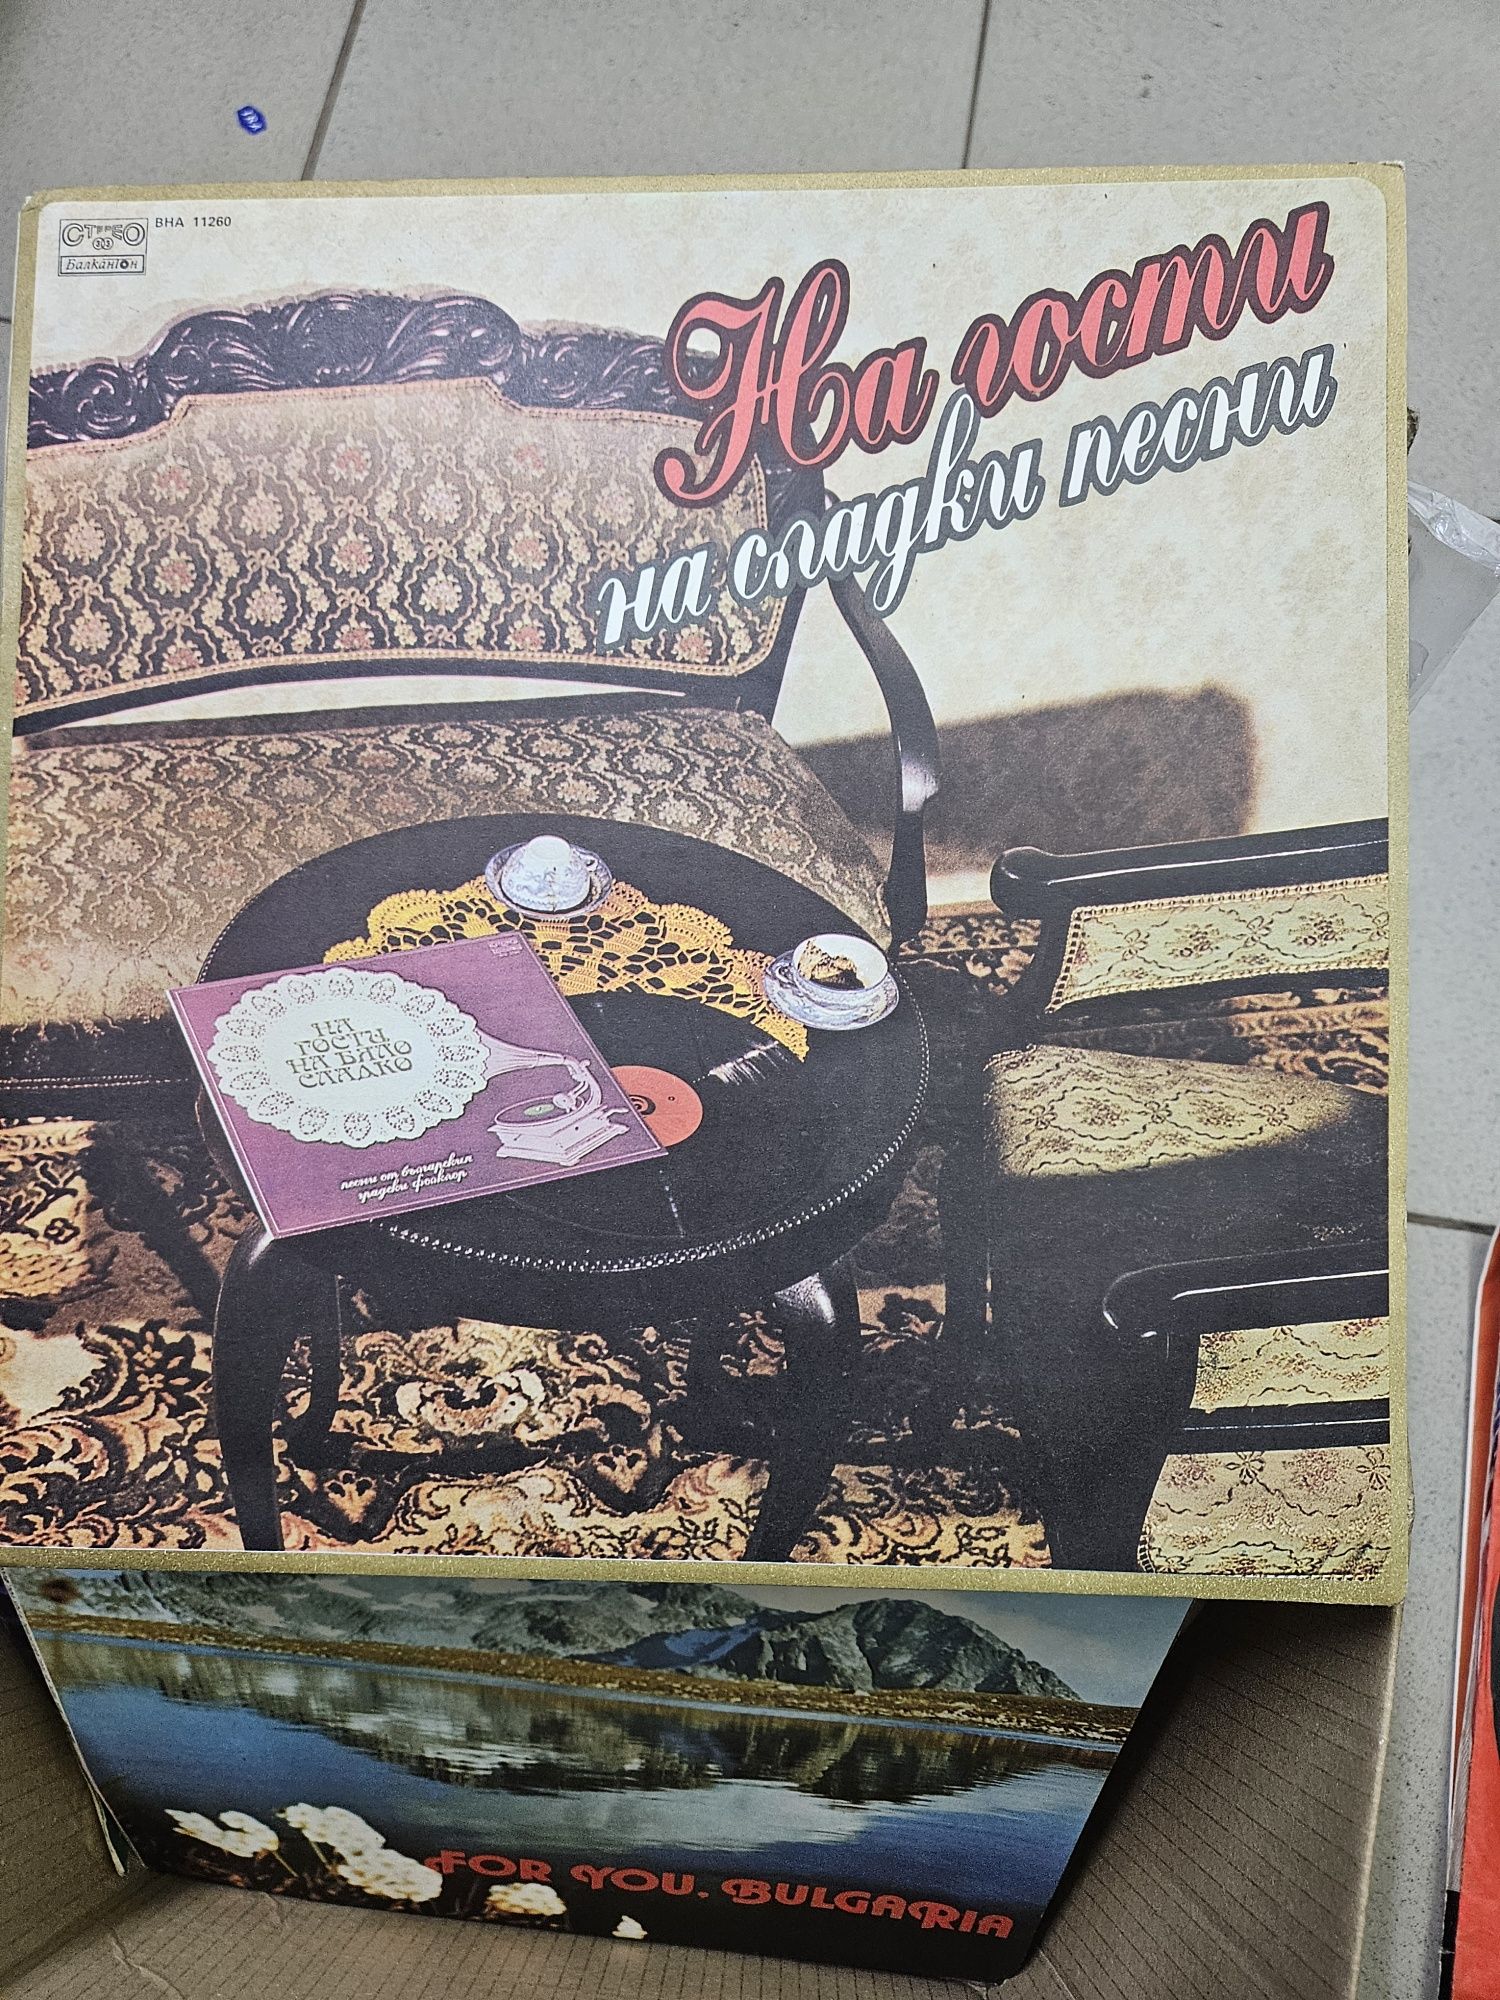 СТЕРЕО
33
Балкантон
ВНА 11260
На гости
на сладки песни
НА
ГОСТИ
НА БЯЛО
СЛАДКО
песни от българския
градски фолклор
FOR YOU, BULGARIA